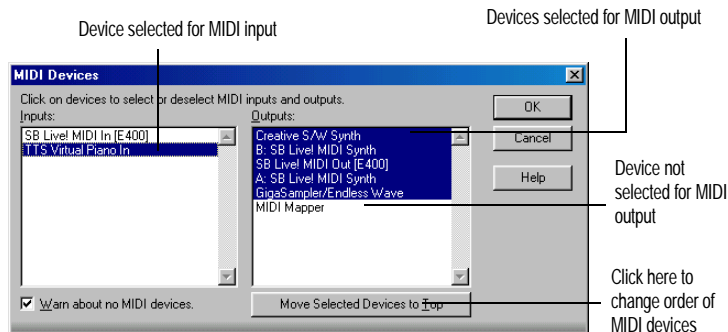 Device selected for MIDI input
Devices selected for MIDI output
MIDI Devices
Click on devices to select or deselect MIDI inputs and outputs.
Inputs:
Outputs:
SB Live! MIDI In [E400]
TTS Virtual Piano In
Creative S/W Synth
B: SB Live! MIDI Synth
SB Live! MIDI Out [E400]
A: SB Live! MIDI Synth
GigaSampler/Endless Wave
MIDI Mapper
OK
Cancel
Help
Device not
selected for MIDI
output
Warn about no MIDI devices.
Move Selected Devices to Top
Click here to
change order of
MIDI devices